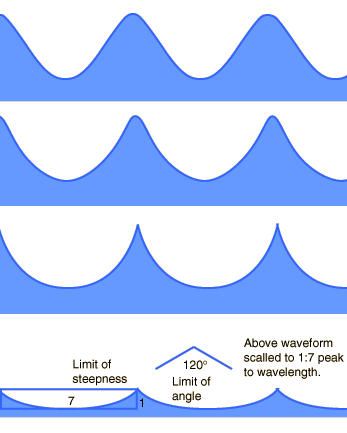 Above waveform
scalled to 1:7 peak
to wavelength.
120°
Limit of
angle
Limit of
steepness
7
1